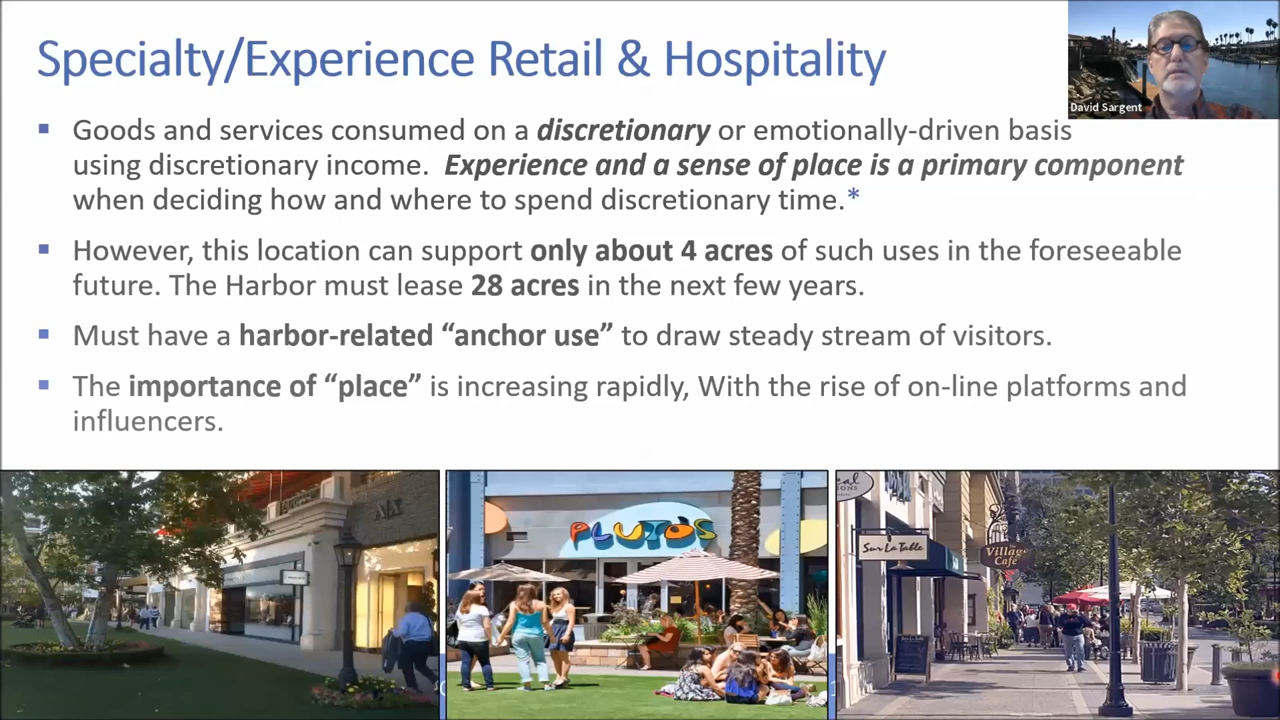 Specialty/Experience Retail & Hospitality
David Sargent
▪ Goods and services consumed on a discretionary or emotionally-driven basis
using discretionary income. Experience and a sense of place is a primary component
when deciding how and where to spend discretionary time.*
▪ However, this location can support only about 4 acres of such uses in the foreseeable
future. The Harbor must lease 28 acres in the next few years.
▪ Must have a harbor-related “anchor use” to draw steady stream of visitors.
▪ The importance of “place” is increasing rapidly, With the rise of on-line platforms and
influencers.
A|X
PLUTOS
Sur La Table
Village
Cafe